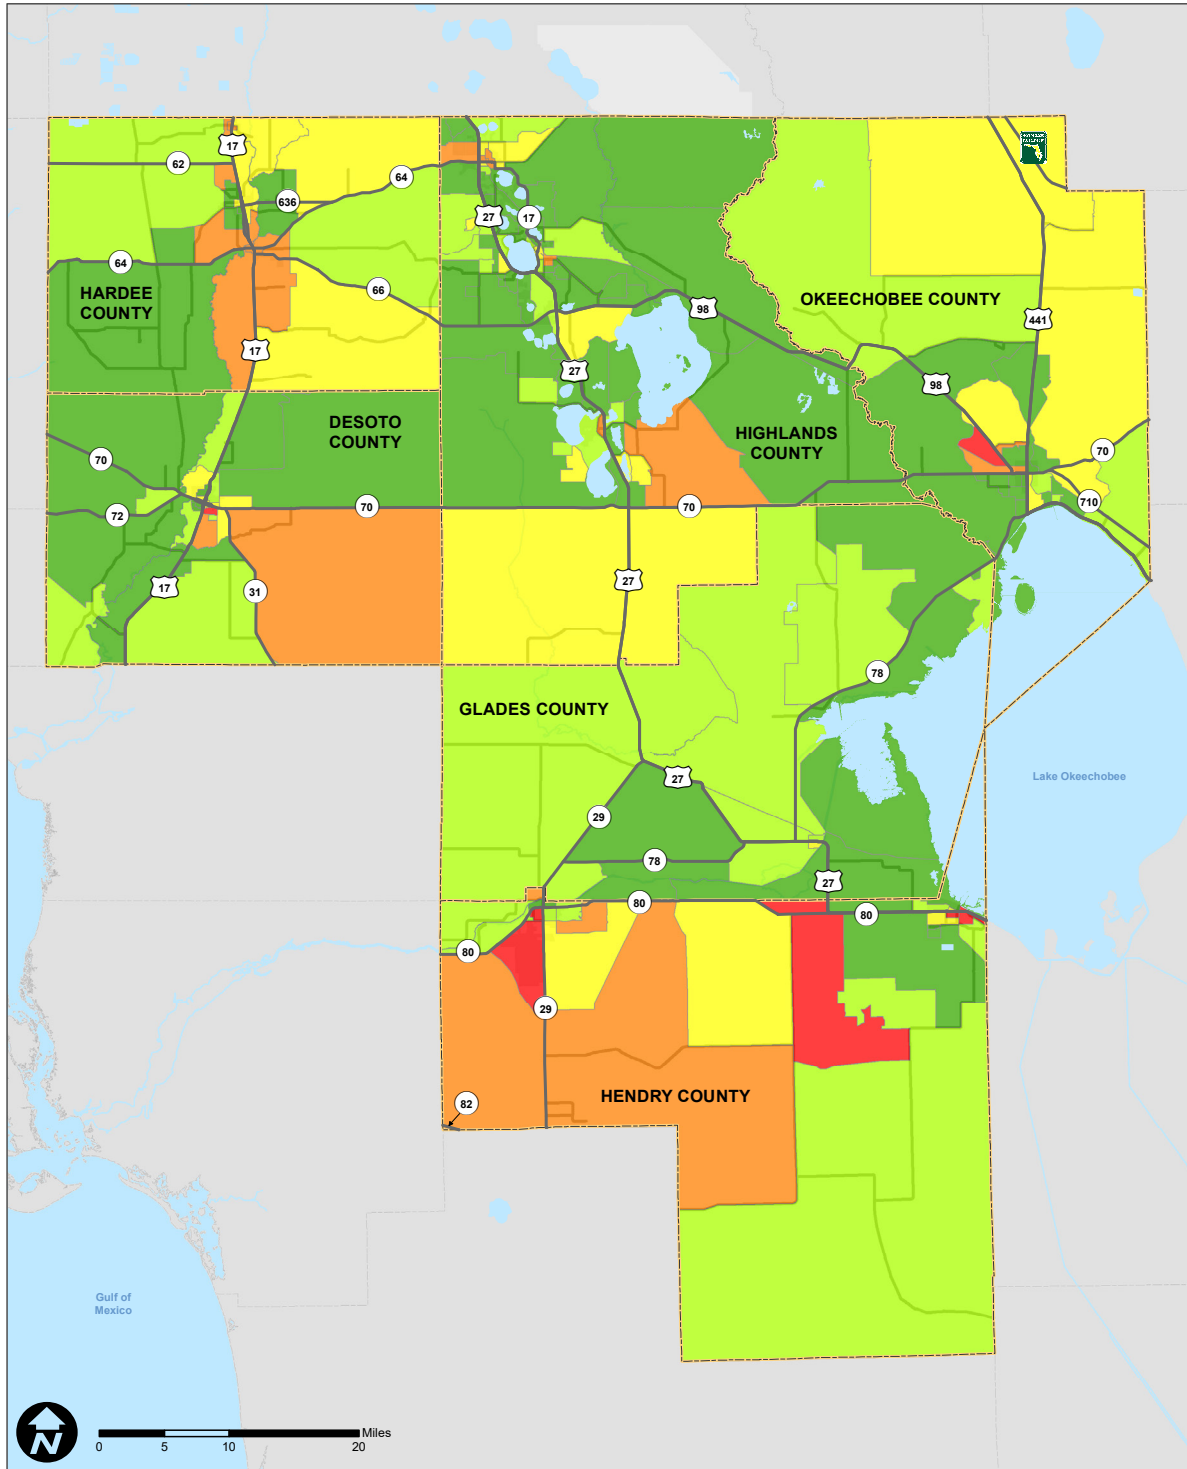 17
62
64
636
27
17
64
HARDEE
COUNTY
66
98
OKEECHOBEE COUNTY
441
17
27
98
DESOTO
COUNTY
HIGHLANDS
COUNTY
70
70
72
70
70
710
17
31
27
78
GLADES COUNTY
27
Lake Okeechobee
29
78
27
80
80
80
29
HENDRY COUNTY
82
Gulf of
Mexico
N
Miles
0 5 10 20